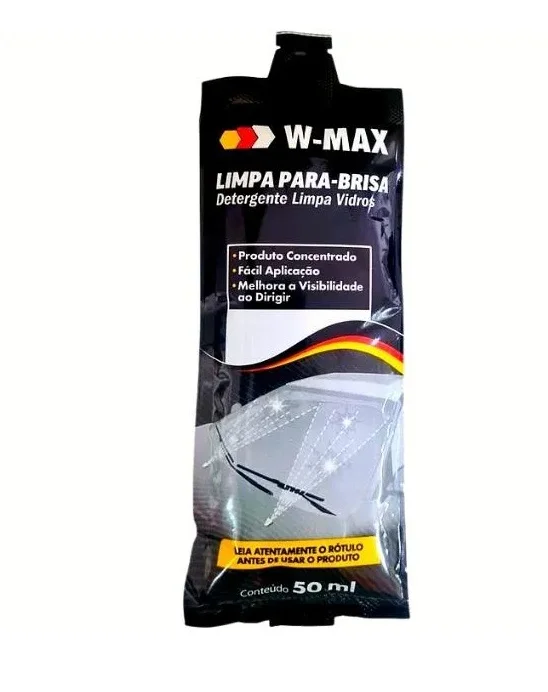 W-MAX
LIMPA PARA-BRISA
Detergente Limpa Vidros
• Produto Concentrado
• Fácil Aplicação
• Melhora a Visibilidade
ao Dirigir
LEIA ATENTAMENTE O RÓTULO
ANTES DE USAR O PRODUTO
Conteúdo 50 ml